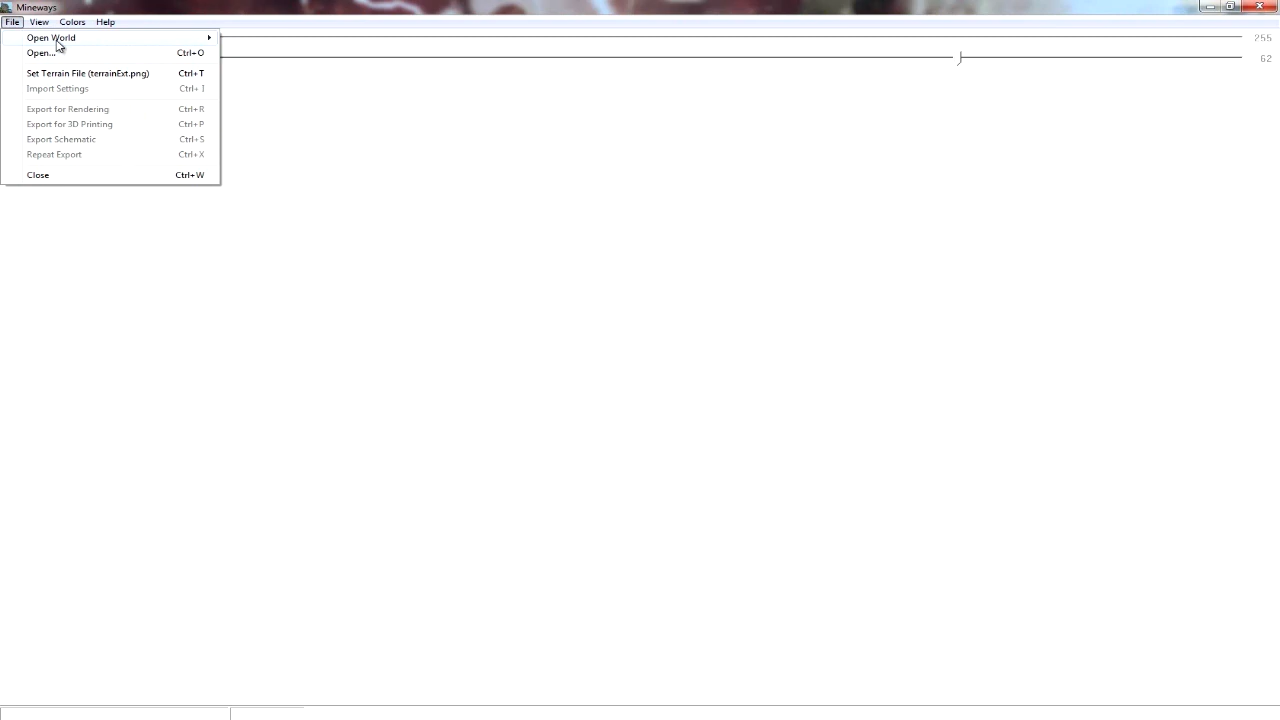 Mineways
File View Colors Help
Open World
255
Open... Ctrl+O
62
Set Terrain File (terrainExt.png) Ctrl+T
Import Settings Ctrl+ I
Export for Rendering Ctrl+R
Export for 3D Printing Ctrl+P
Export Schematic Ctrl+S
Repeat Export Ctrl+X
Close Ctrl+W